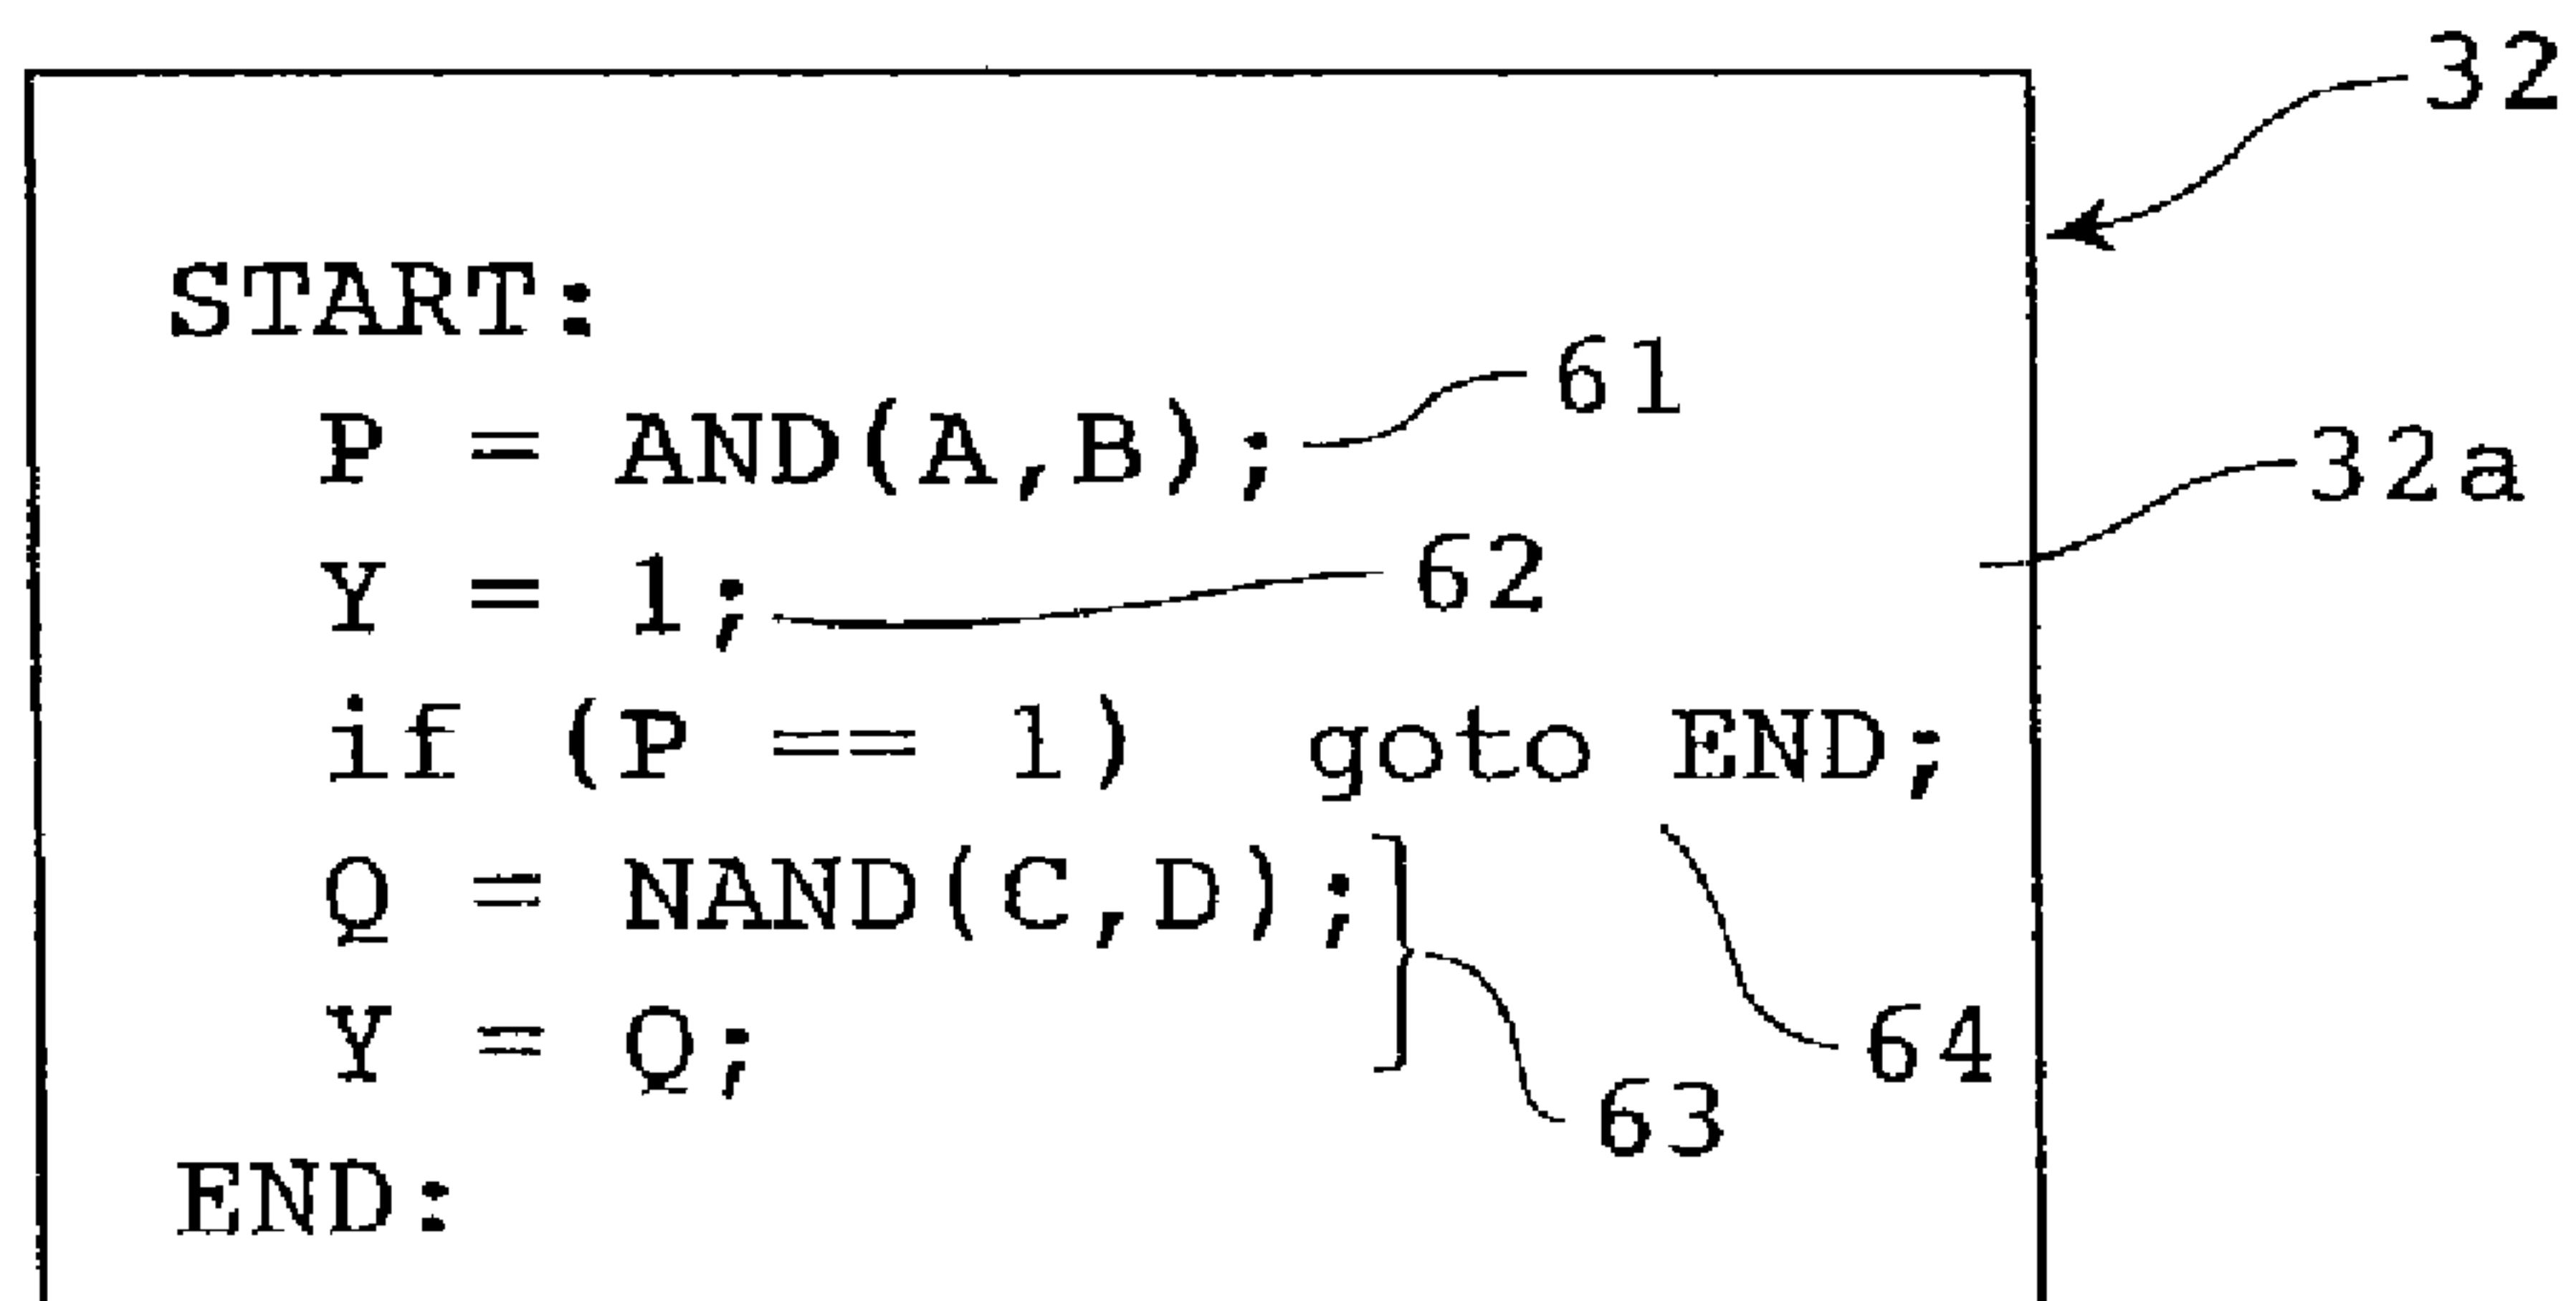 32
START:
P = AND(A,B); 61
32a
Y = 1; 62
if (P == 1) goto END;
Q = NAND(C,D);
Y = Q; 64
63
END: